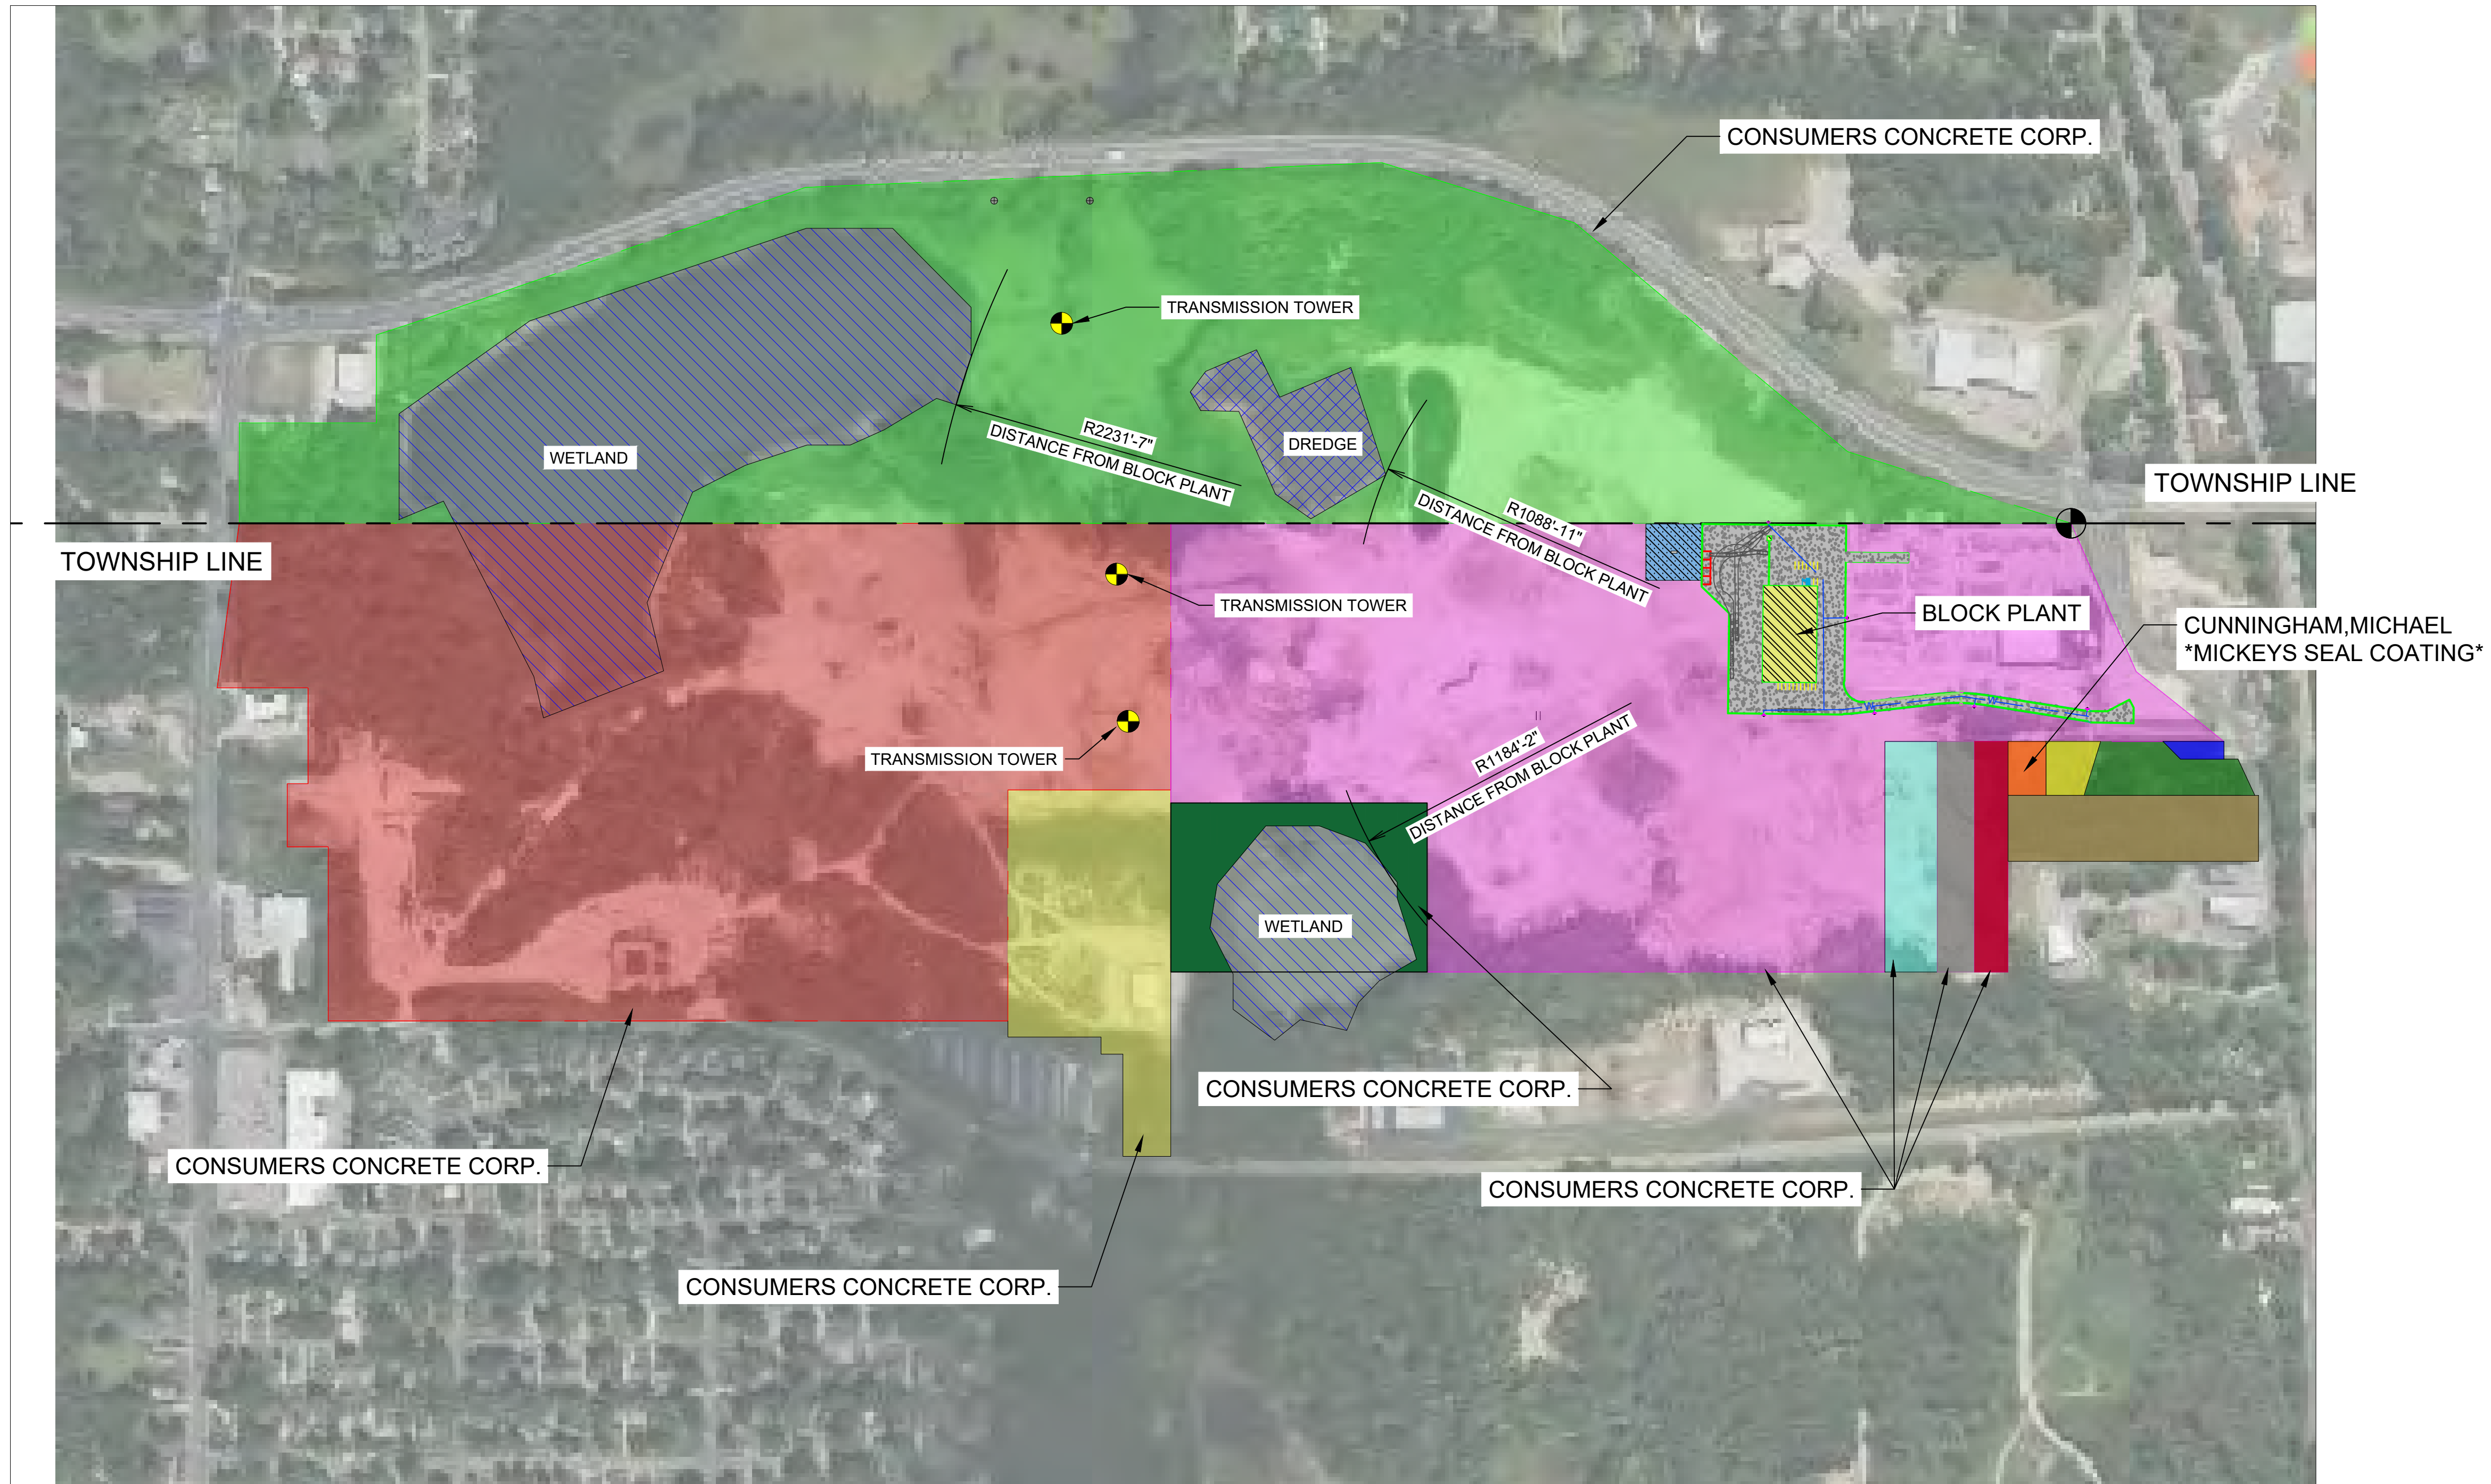 CONSUMERS CONCRETE CORP.
TRANSMISSION TOWER
R2231'-7"
DISTANCE FROM BLOCK PLANT
WETLAND
DREDGE
TOWNSHIP LINE
R1088'-11"
DISTANCE FROM BLOCK PLANT
TOWNSHIP LINE
TRANSMISSION TOWER
BLOCK PLANT
CUNNINGHAM,MICHAEL
*MICKEYS SEAL COATING*
W
W
TRANSMISSION TOWER
R1184'-2"
DISTANCE FROM BLOCK PLANT
WETLAND
CONSUMERS CONCRETE CORP.
CONSUMERS CONCRETE CORP.
CONSUMERS CONCRETE CORP.
CONSUMERS CONCRETE CORP.